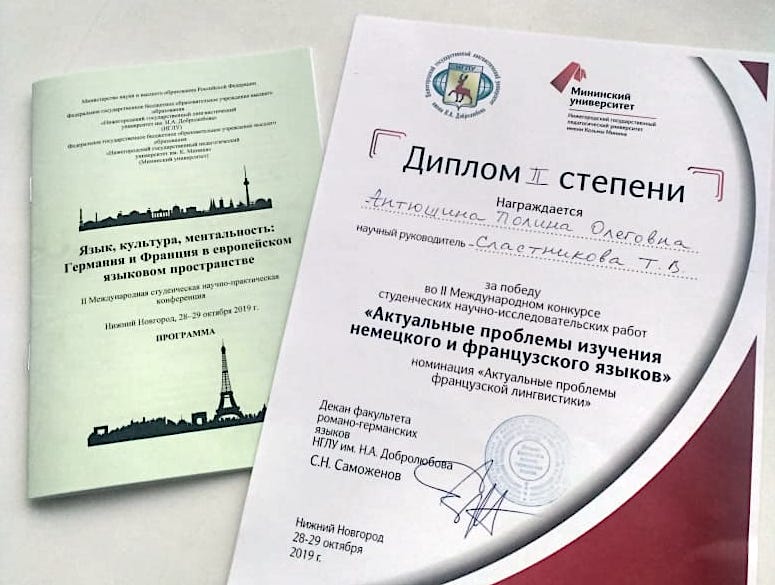 Министерство науки и высшего образования Российской Федерации
Федеральное государственное бюджетное образовательное учреждение высшего
образования
«Нижегородский государственный лингвистический
университет им. Н.А. Добролюбова»
(НГЛУ)
Федеральное государственное бюджетное образовательное учреждение высшего
образования
«Нижегородский государственный педагогический
университет им. К. Минина»
(Мининский университет)
Язык, культура, ментальность:
Германия и Франция в европейском
языковом пространстве
II Международная студенческая научно-практическая
конференция
Нижний Новгород, 28–29 октября 2019 г.
ПРОГРАММА
НГЛУ
Мининский
университет
Нижегородский государственный
педагогический университет
имени Козьмы Минина
Диплом II степени
Награждается
Антюшина Полина Олеговна
научный руководитель - Сластникова Т.В.
за победу
во II Международном конкурсе
студенческих научно-исследовательских работ
«Актуальные проблемы изучения
немецкого и французского языков»
номинация «Актуальные проблемы
французской лингвистики»
Декан факультета
романо-германских
языков
НГЛУ им. Н.А. Добролюбова
С.Н. Саможенов
Нижний Новгород
28-29 октября
2019 г.